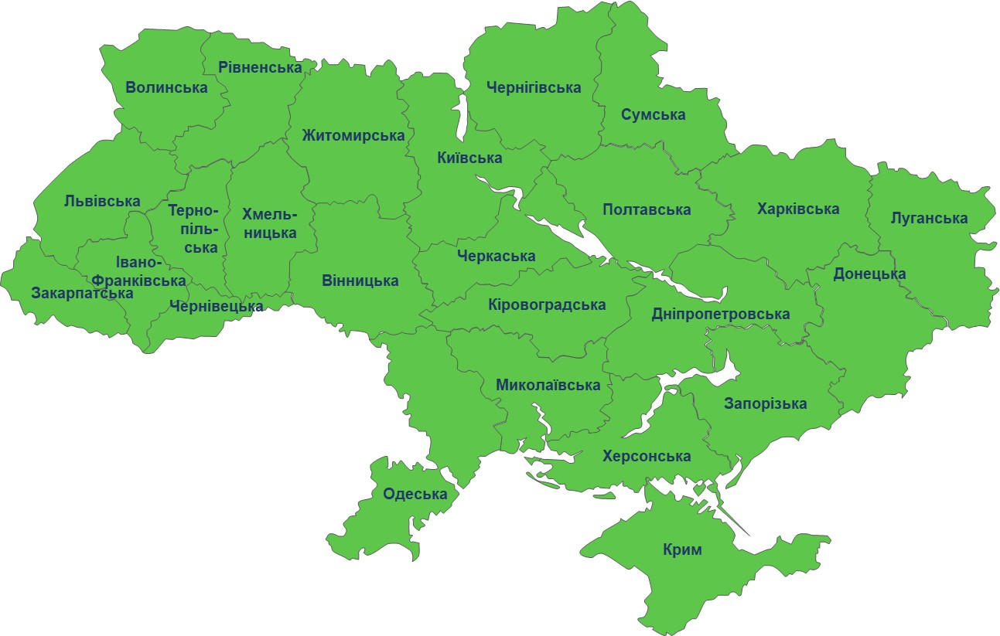 Рівненська
Волинська
Чернігівська
Сумська
Житомирська
Київська
Львівська
Терно-
піль-
ська
Хмель-
ницька
Полтавська
Харківська
Луганська
Івано-
Франківська
Черкаська
Донецька
Вінницька
Закарпатська
Чернівецька
Кіровоградська
Дніпропетровська
Миколаївська
Запорізька
Херсонська
Одеська
Крим